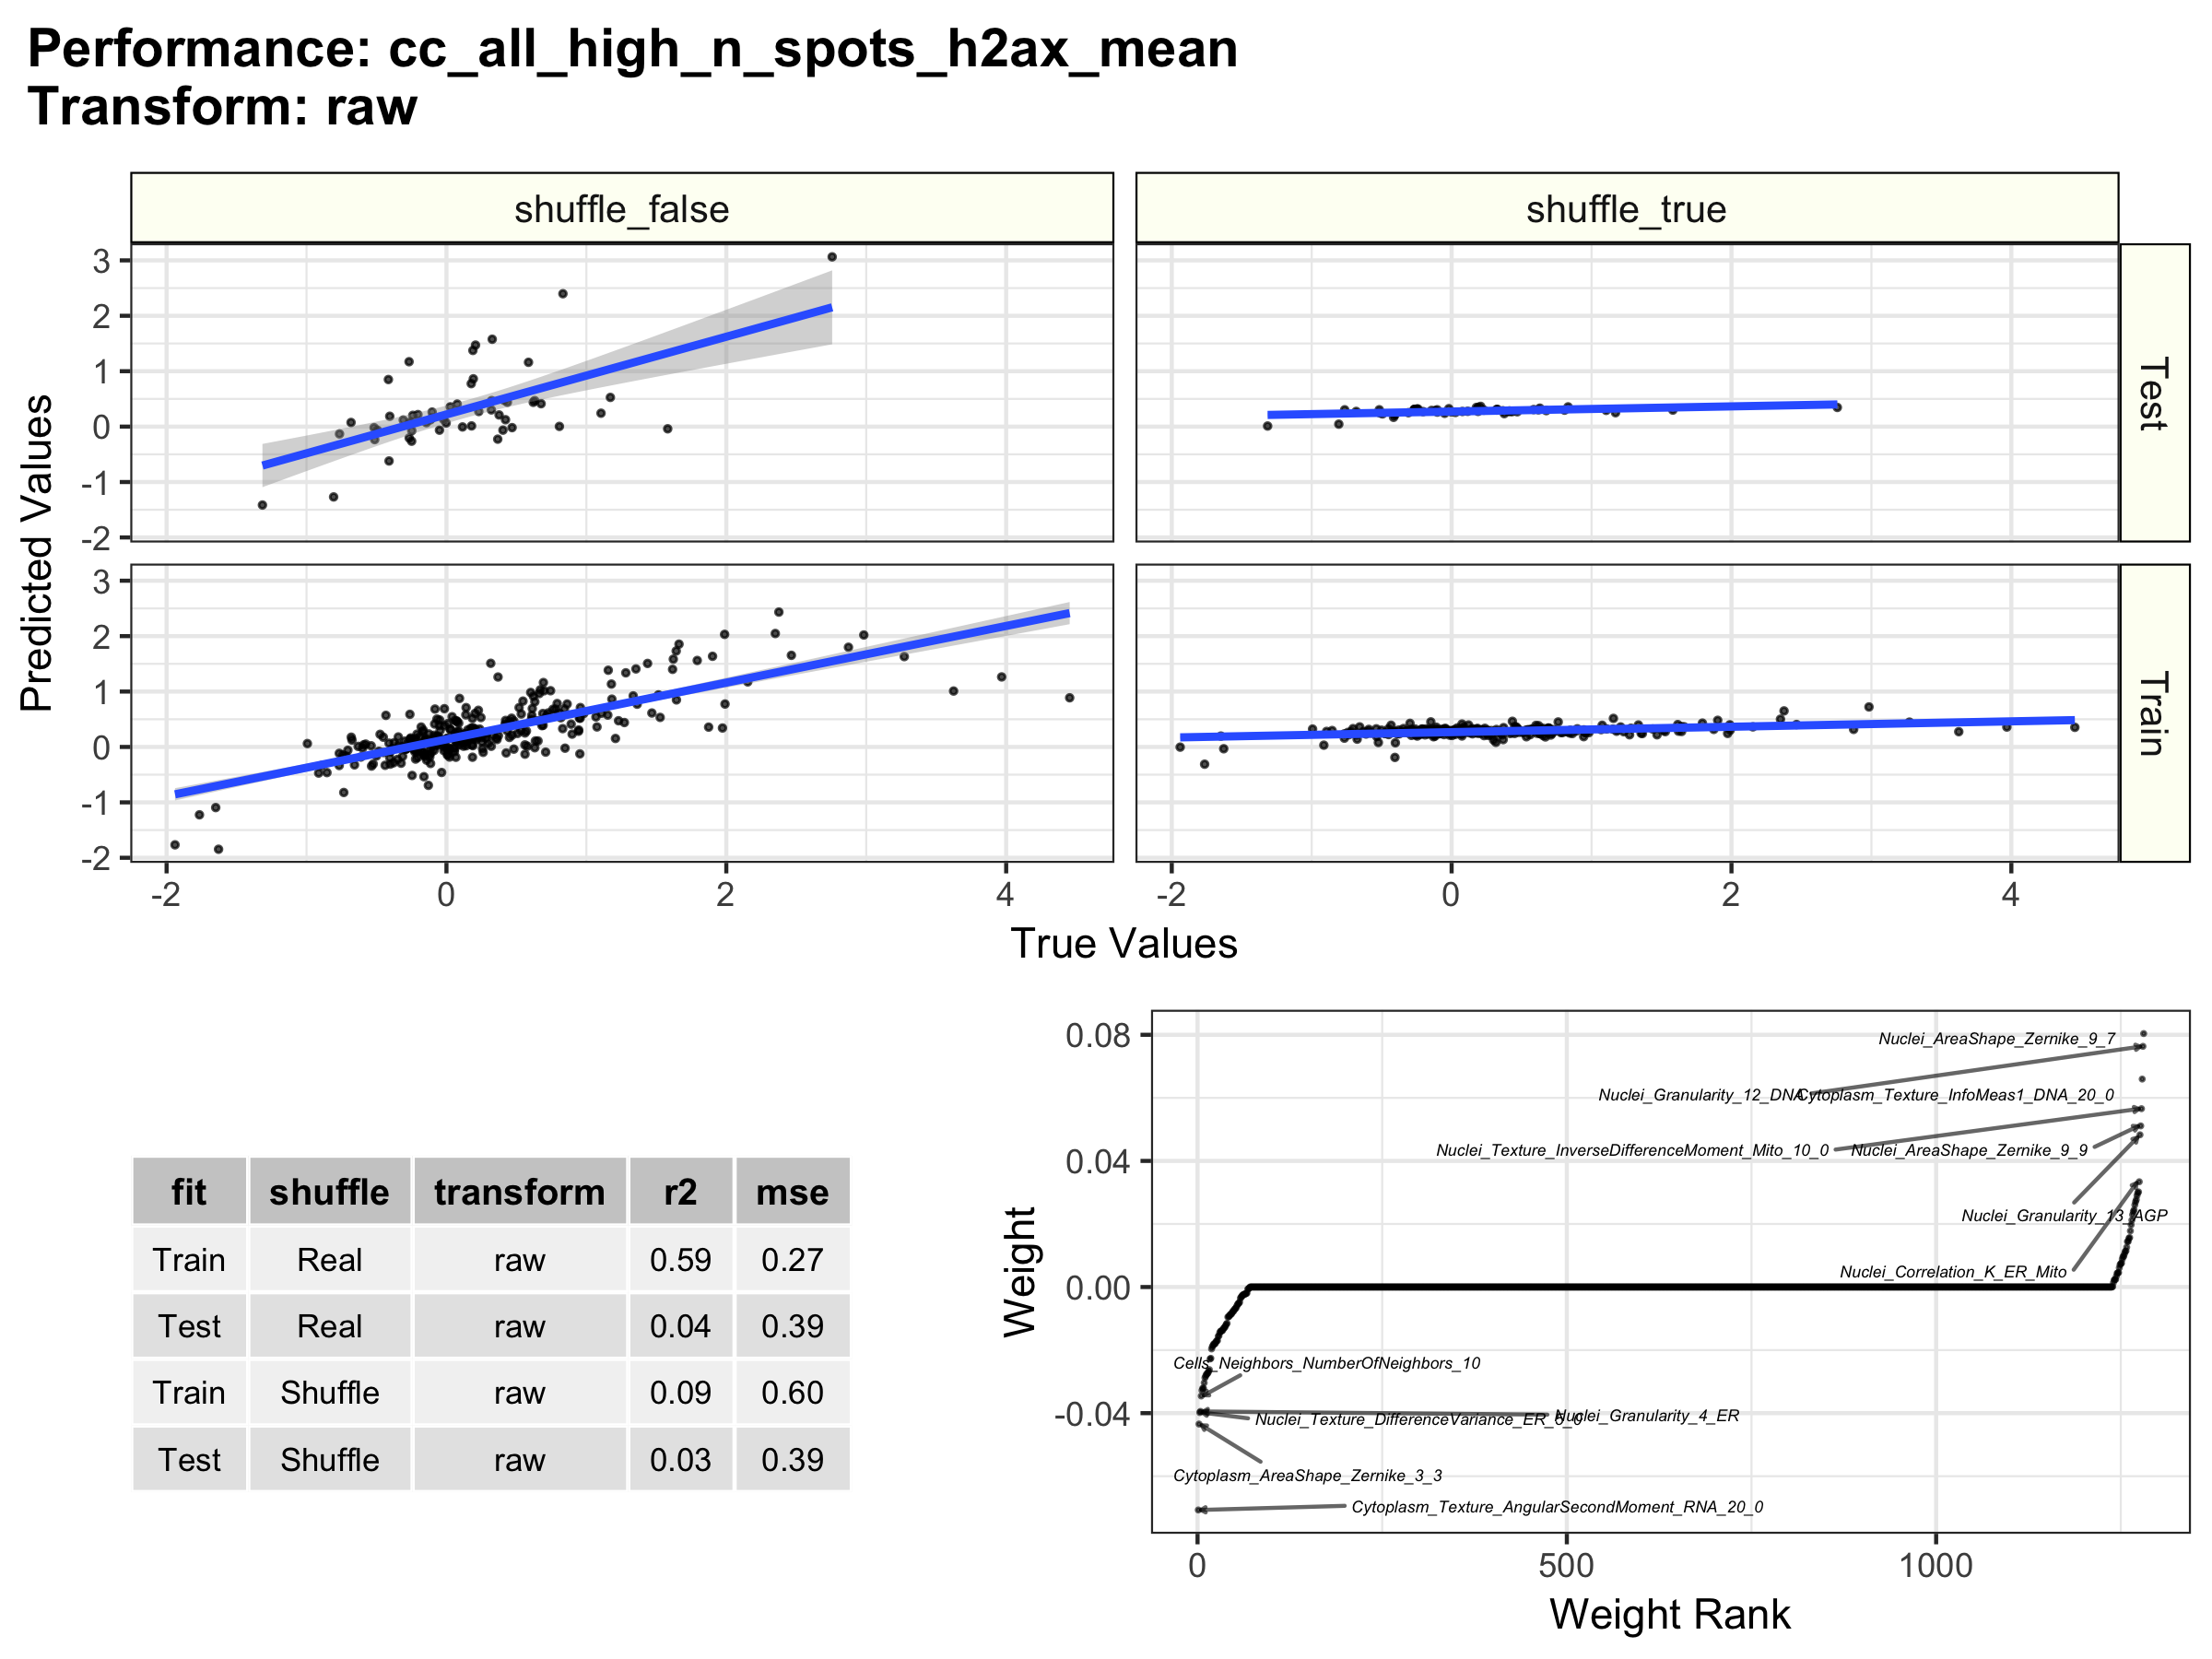 Performance: cc_all_high_n_spots_h2ax_mean
Transform: raw
shuffle_false
shuffle_true
3
2
1
0
-1
-2
Test
3
2
1
0
-1
-2
Train
Predicted Values
-2
0
2
4
-2
0
2
4
True Values
fit shuffle transform r2 mse
Train Real raw 0.59 0.27
Test Real raw 0.04 0.39
Train Shuffle raw 0.09 0.60
Test Shuffle raw 0.03 0.39
Weight
0.08
0.04
0.00
-0.04
Nuclei_AreaShape_Zernike_9_7
Nuclei_Granularity_12_DNA
Cytoplasm_Texture_InfoMeas1_DNA_20_0
Nuclei_Texture_InverseDifferenceMoment_Mito_10_0
Nuclei_AreaShape_Zernike_9_9
Nuclei_Granularity_13_AGP
Nuclei_Correlation_K_ER_Mito
Cells_Neighbors_NumberOfNeighbors_10
Nuclei_Texture_DifferenceVariance_ER_5_0
Nuclei_Granularity_4_ER
Cytoplasm_AreaShape_Zernike_3_3
Cytoplasm_Texture_AngularSecondMoment_RNA_20_0
0
500
1000
Weight Rank